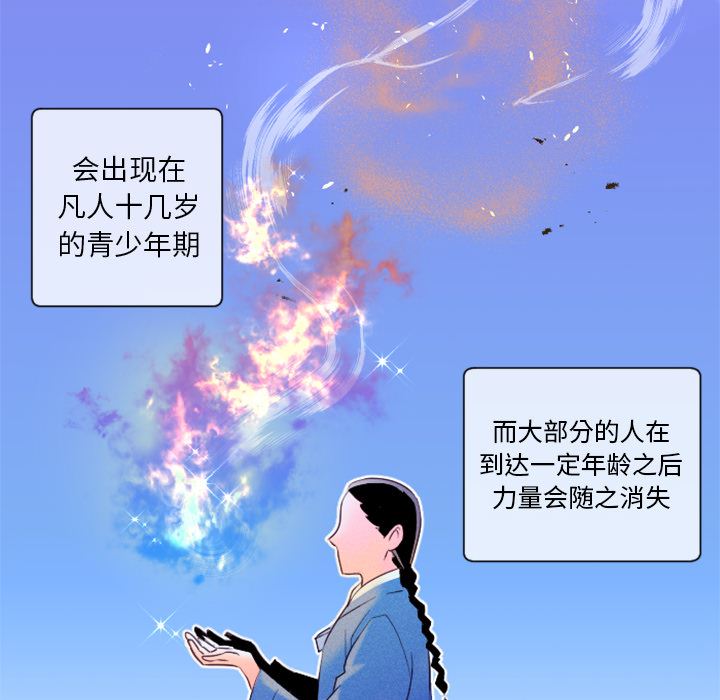 会出现在
凡人十几岁
的青少年期
而大部分的人在
到达一定年龄之后
力量会随之消失